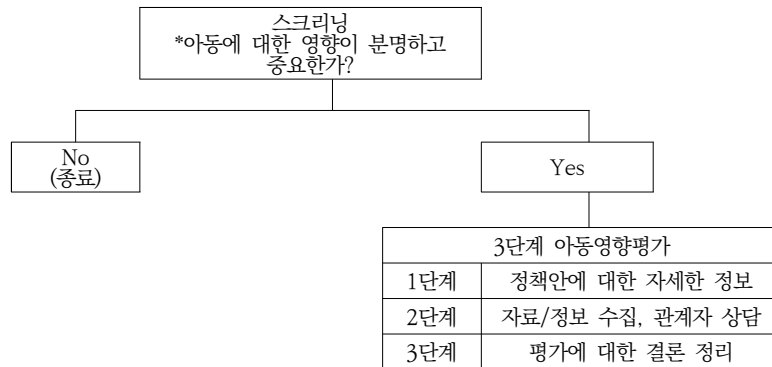 스크리닝
*아동에 대한 영향이 분명하고
중요한가?
No
(종료)
Yes
3단계 아동영향평가
1단계 정책안에 대한 자세한 정보
2단계 자료/정보 수집, 관계자 상담
3단계 평가에 대한 결론 정리